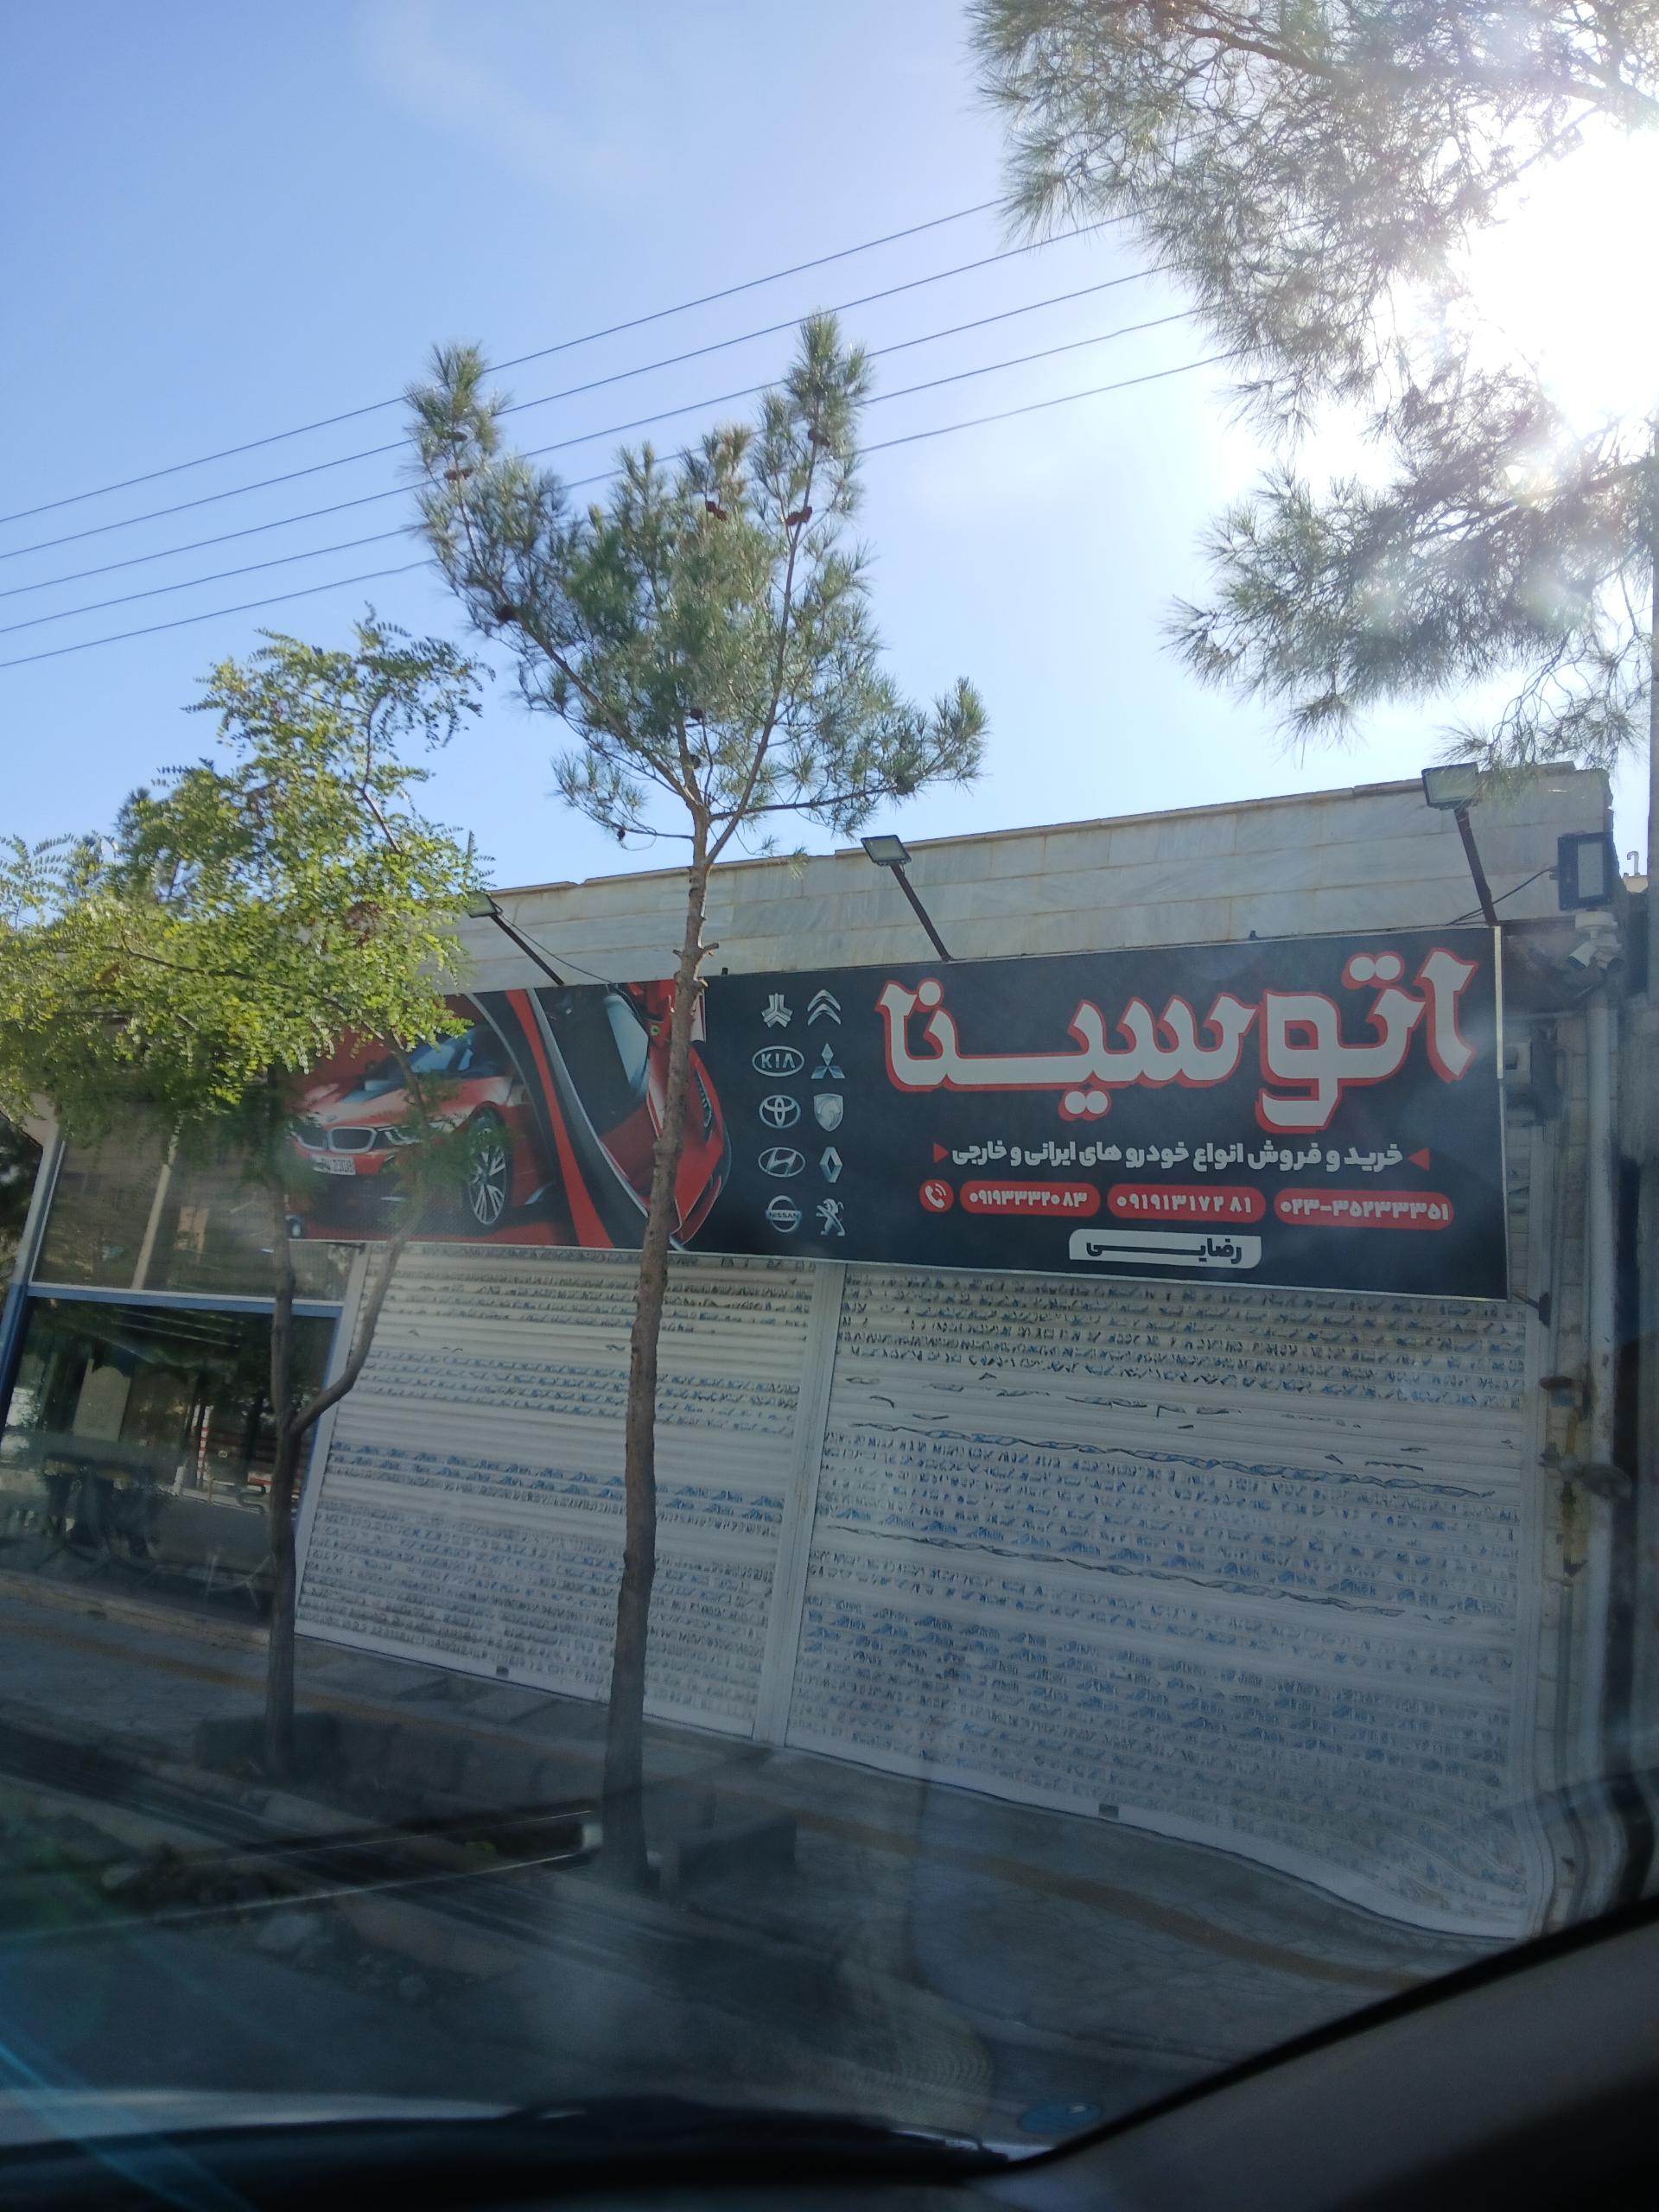 اتوسینا
خرید و فروش انواع خودرو های ایرانی و خارجی
۰۲۳-۳۵۲۳۳۳۵۱
۰۹۱۹۱۳۱۷۲۸۱
۰۹۱۹۳۳۳۲۰۸۳
رضایی
KIA
NISSAN